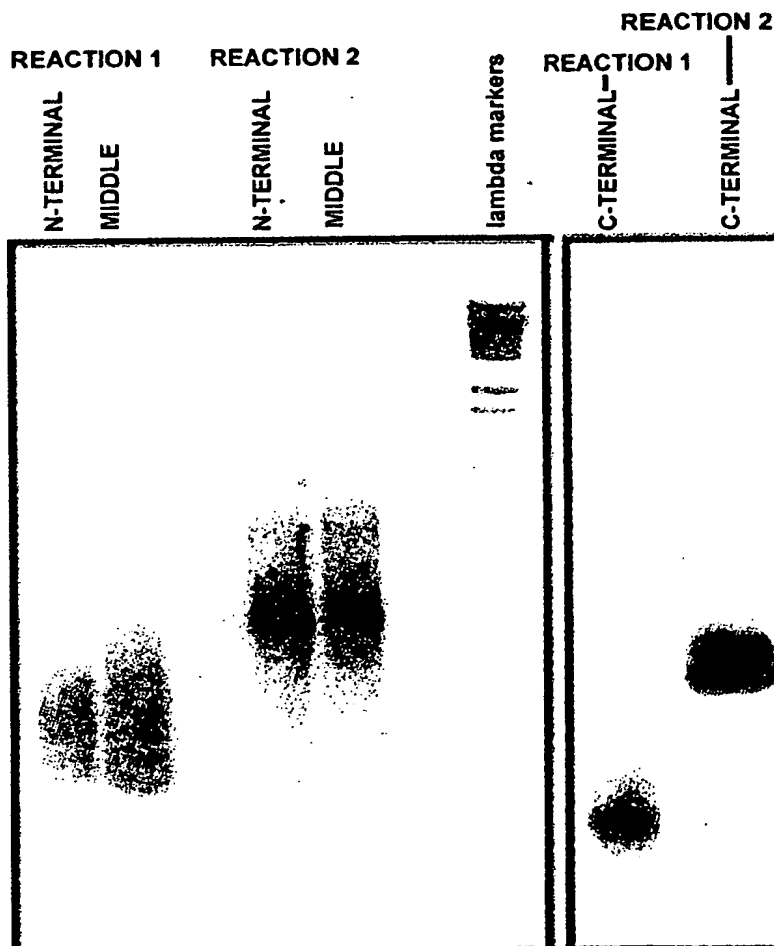 REACTION 1
N-TERMINAL
MIDDLE
REACTION 2
N-TERMINAL
MIDDLE
lambda markers
REACTION 1
C-TERMINAL
REACTION 2
C-TERMINAL